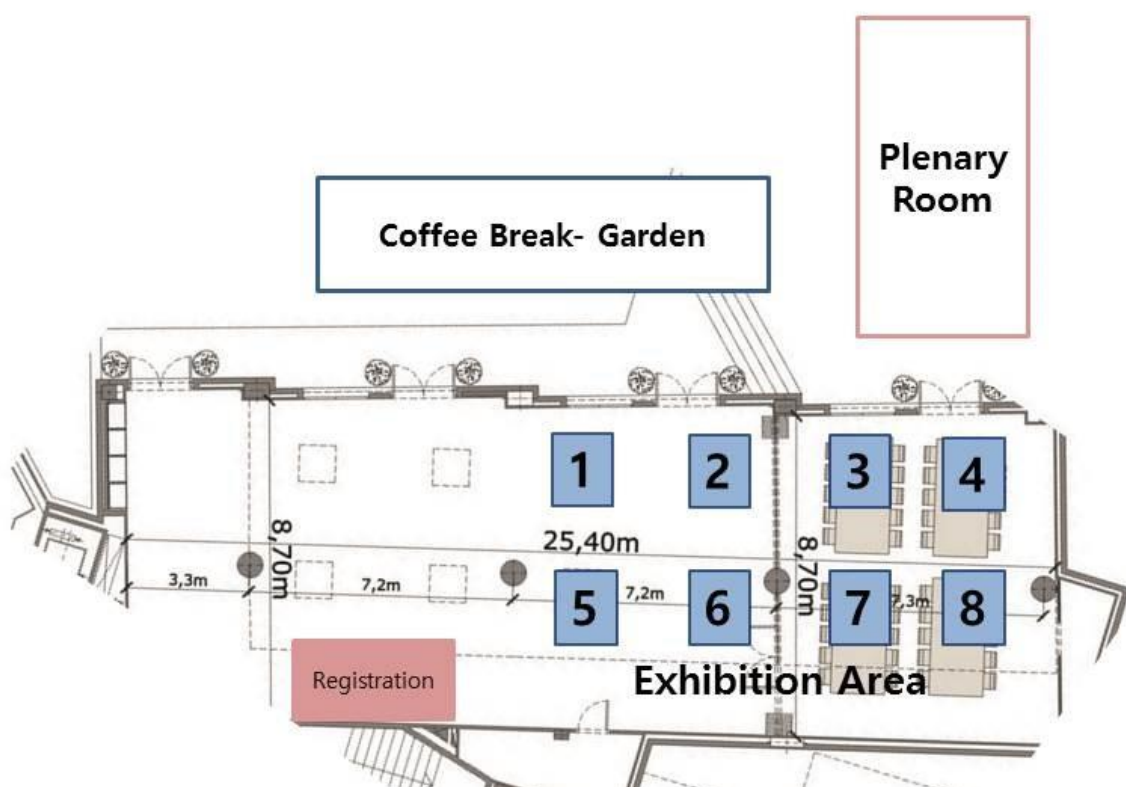 Plenary
Room
Coffee Break- Garden
1
2
3
4
25,40m
8,70m
8,70m
3,3m
7,2m
7,2m
7,3m
5
6
7
8
Registration
Exhibition Area